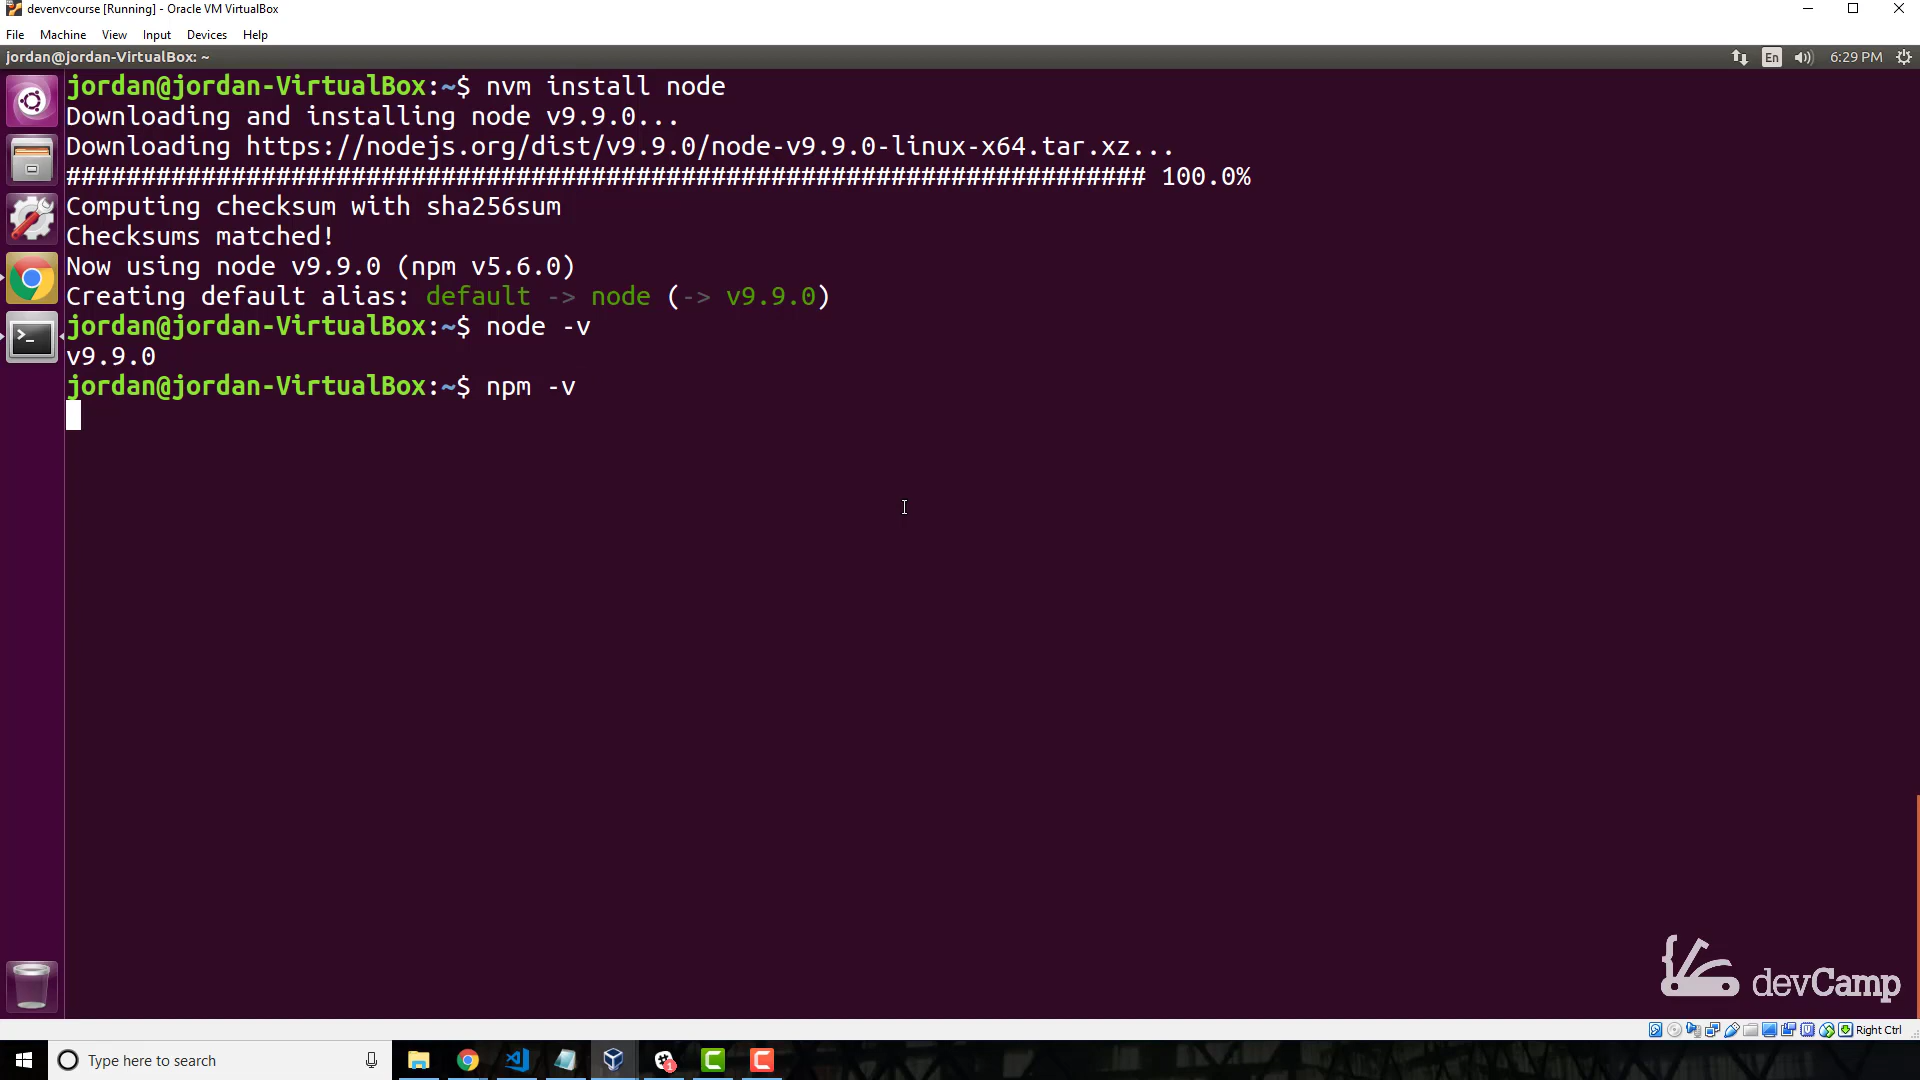 devenvcourse [Running] - Oracle VM VirtualBox
File Machine View Input Devices Help
jordan@jordan-VirtualBox: ~
En 6:29 PM
jordan@jordan-VirtualBox:~$ nvm install node
Downloading and installing node v9.9.0...
Downloading https://nodejs.org/dist/v9.9.0/node-v9.9.0-linux-x64.tar.xz...
######################################################################## 100.0%
Computing checksum with sha256sum
Checksums matched!
Now using node v9.9.0 (npm v5.6.0)
Creating default alias: default -> node (-> v9.9.0)
jordan@jordan-VirtualBox:~$ node -v
v9.9.0
jordan@jordan-VirtualBox:~$ npm -v
devCamp
Right Ctrl
Type here to search
1